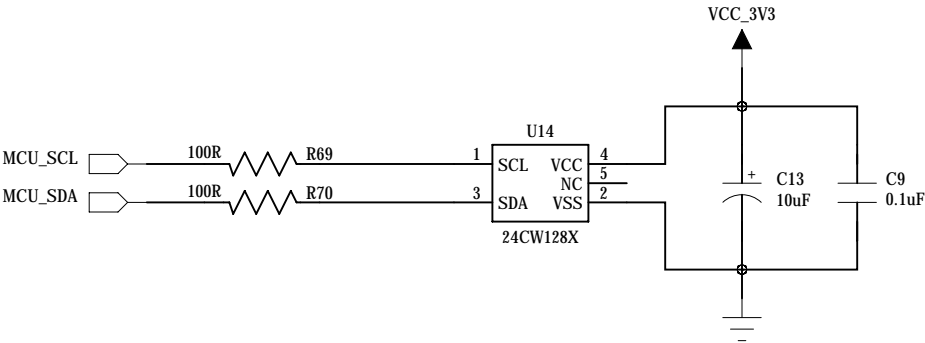 VCC_3V3
U14
MCU_SCL 100R R69 1 SCL VCC 4
NC 5
MCU_SDA 100R R70 3 SDA VSS 2
24CW128X
+ C13
10uF
C9
0.1uF